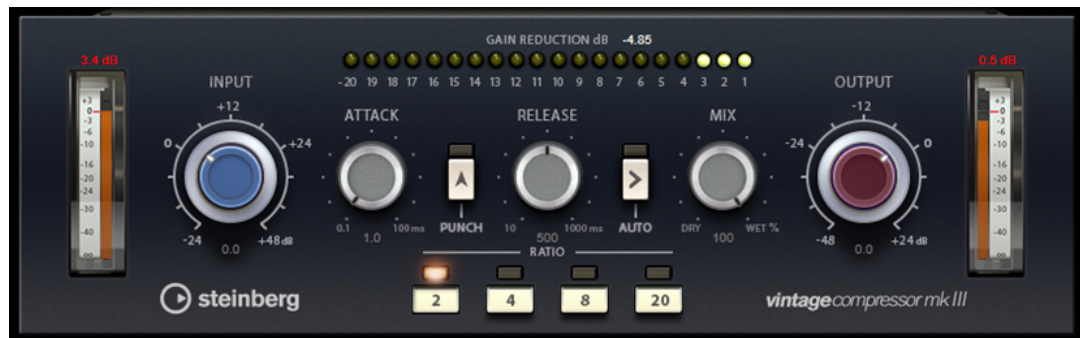 GAIN REDUCTION dB -4.85
3.4 dB
0.5 dB
-20 19 18 17 16 15 14 13 12 11 10 9 8 7 6 5 4 3 2 1
INPUT
ATTACK
RELEASE
MIX
OUTPUT
+12
0
+24
-24
+48 dB
0.0
0.1
100 ms
1.0
PUNCH
10
1000 ms
500
AUTO
DRY
WET %
100
-12
-24
0
-48
+24 dB
0.0
+3
0
-3
-6
-10
-16
-20
-24
-30
-40
∞
+3
0
-3
-6
-10
-16
-20
-24
-30
-40
∞
RATIO
2 4 8 20
steinberg
vintagecompressor mk III